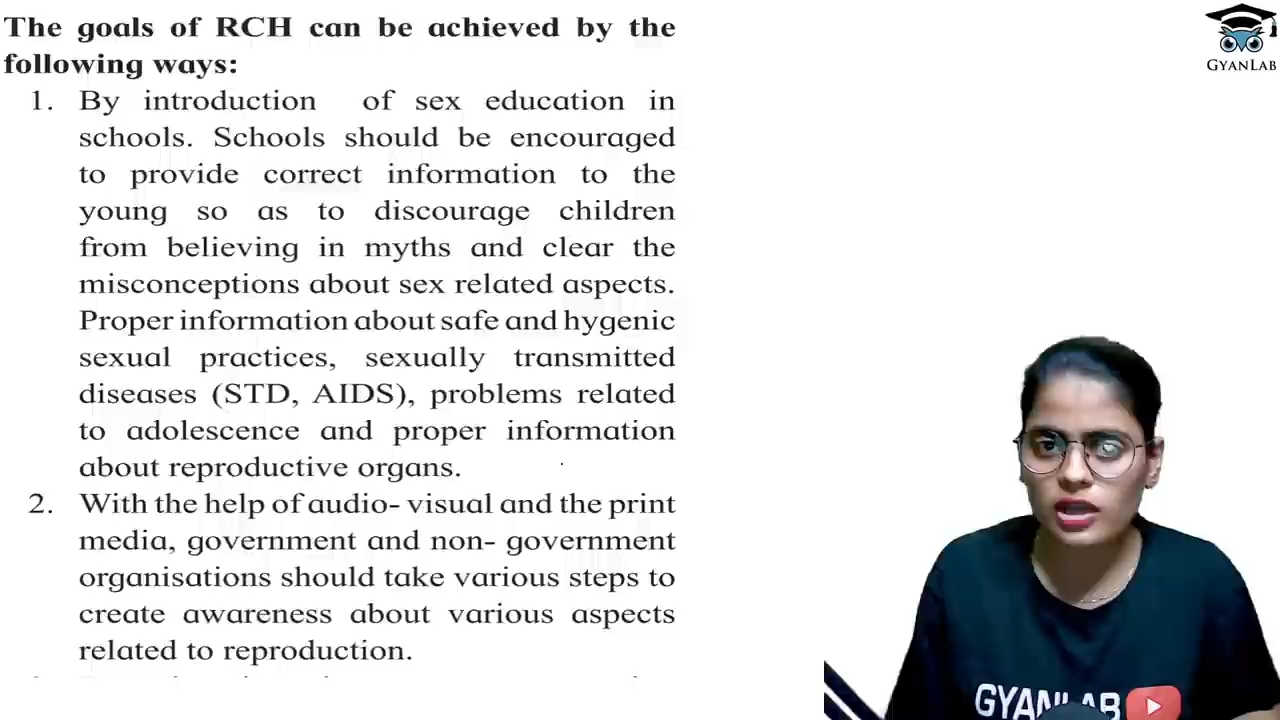 The goals of RCH can be achieved by the
following ways:
1. By introduction of sex education in
schools. Schools should be encouraged
to provide correct information to the
young so as to discourage children
from believing in myths and clear the
misconceptions about sex related aspects.
Proper information about safe and hygenic
sexual practices, sexually transmitted
diseases (STD, AIDS), problems related
to adolescence and proper information
about reproductive organs.
2. With the help of audio- visual and the print
media, government and non- government
organisations should take various steps to
create awareness about various aspects
related to reproduction.
GYANLAB
GYANLAB